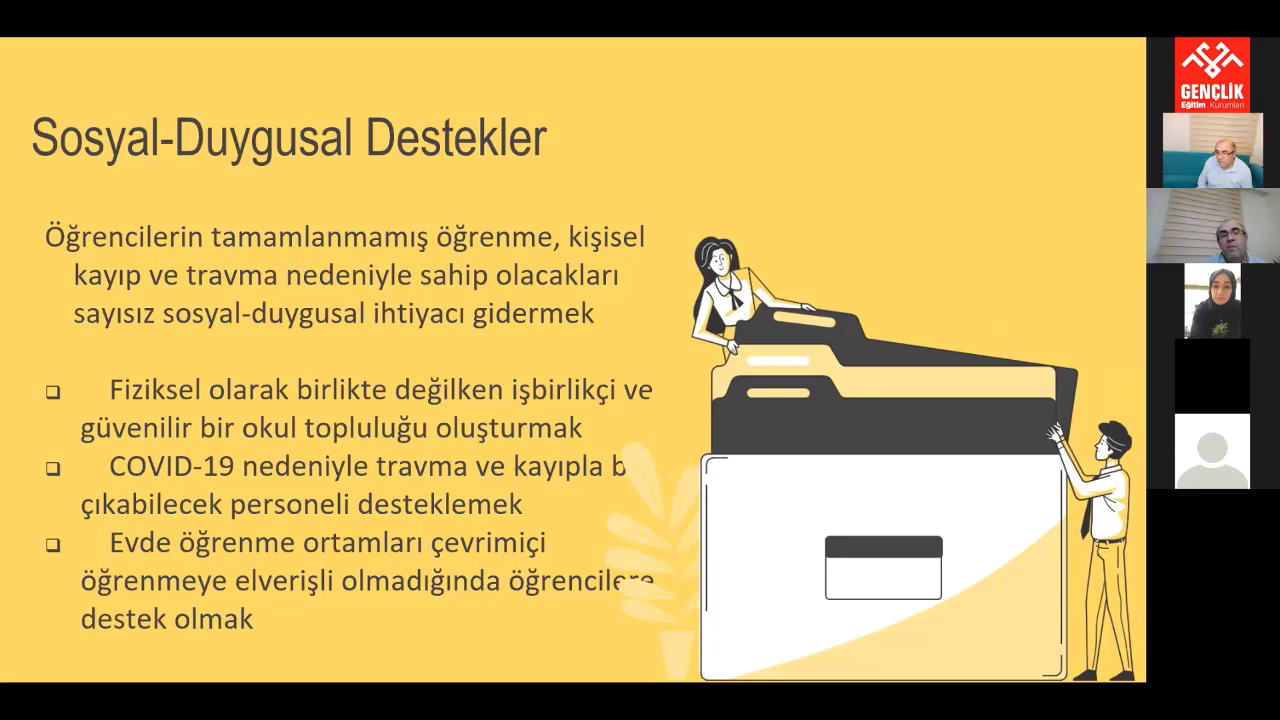 Sosyal-Duygusal Destekler
Öğrencilerin tamamlanmamış öğrenme, kişisel
kayıp ve travma nedeniyle sahip olacakları
sayısız sosyal-duygusal ihtiyacı gidermek
Fiziksel olarak birlikte değilken işbirlikçi ve
güvenilir bir okul topluluğu oluşturmak
COVID-19 nedeniyle travma ve kayıpla b
çıkabilecek personeli desteklemek
Evde öğrenme ortamları çevrimiçi
öğrenmeye elverişli olmadığında öğrencilere
destek olmak
GENÇLİK
Eğitim Kurumları